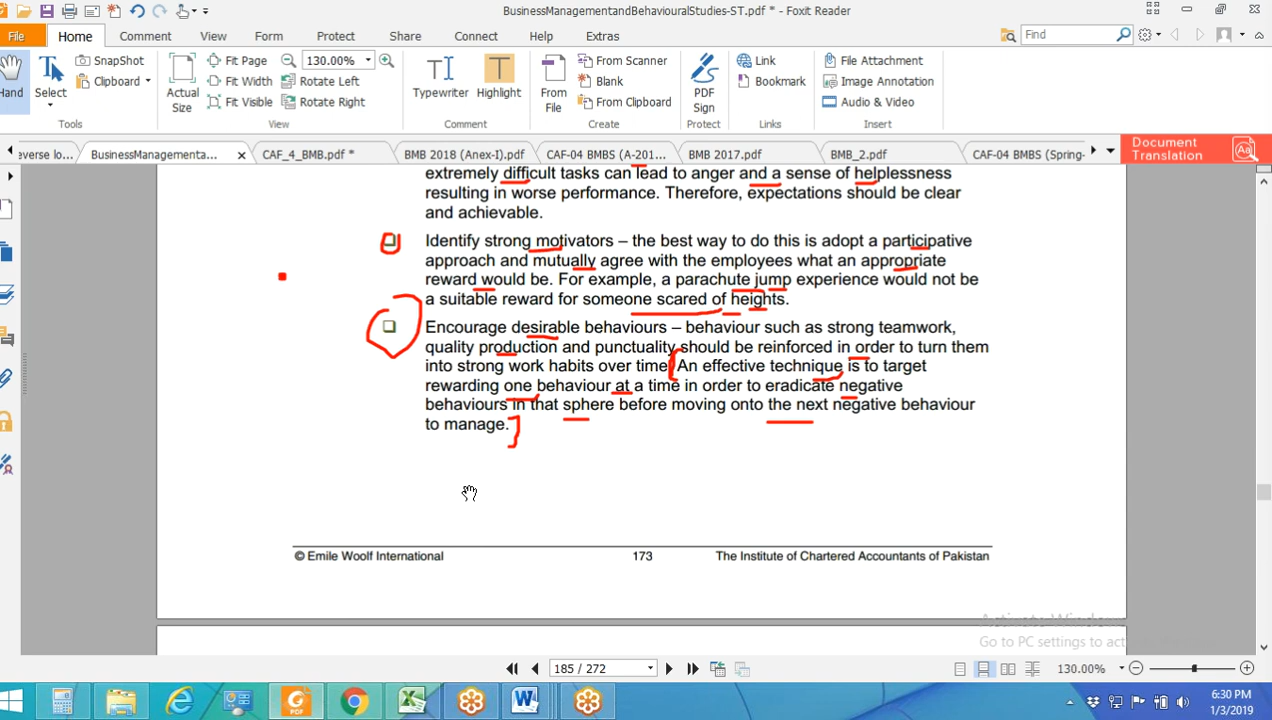 BusinessManagementandBehaviouralStudies-ST.pdf * - Foxit Reader
File Home Comment View Form Protect Share Connect Help Extras Find
Hand
Select
SnapShot
Clipboard
Actual Size
Fit Page
Fit Width
Fit Visible
130.00%
Rotate Left
Rotate Right
Typewriter
Highlight
From File
From Scanner
Blank
From Clipboard
PDF Sign
Link
Bookmark
File Attachment
Image Annotation
Audio & Video
Tools View Comment Create Protect Links Insert
everse lo... BusinessManagementa... CAF_4_BMB.pdf * BMB 2018 (Anex-I).pdf CAF-04 BMBS (A-201... BMB 2017.pdf BMB_2.pdf CAF-04 BMBS (Spring-
Document Translation
extremely difficult tasks can lead to anger and a sense of helplessness
resulting in worse performance. Therefore, expectations should be clear
and achievable.
Identify strong motivators – the best way to do this is adopt a participative
approach and mutually agree with the employees what an appropriate
reward would be. For example, a parachute jump experience would not be
a suitable reward for someone scared of heights.
Encourage desirable behaviours – behaviour such as strong teamwork,
quality production and punctuality should be reinforced in order to turn them
into strong work habits over time. An effective technique is to target
rewarding one behaviour at a time in order to eradicate negative
behaviours in that sphere before moving onto the next negative behaviour
to manage.
© Emile Woolf International 173 The Institute of Chartered Accountants of Pakistan
Activate Windows
Go to PC settings to act
185 / 272
130.00%
6:30 PM
1/3/2019